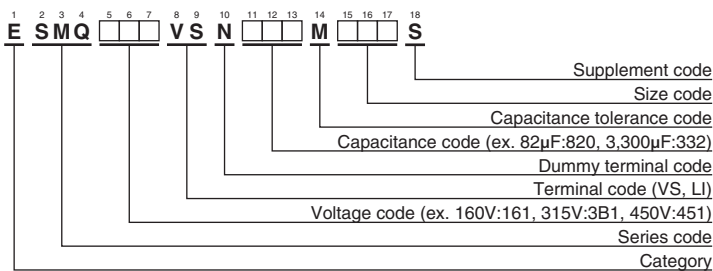 1 2 3 4 5 6 7 8 9 10 11 12 13 14 15 16 17 18
E SMQ VS N M S
Supplement code
Size code
Capacitance tolerance code
Capacitance code (ex. 82µF:820, 3,300µF:332)
Dummy terminal code
Terminal code (VS, LI)
Voltage code (ex. 160V:161, 315V:3B1, 450V:451)
Series code
Category